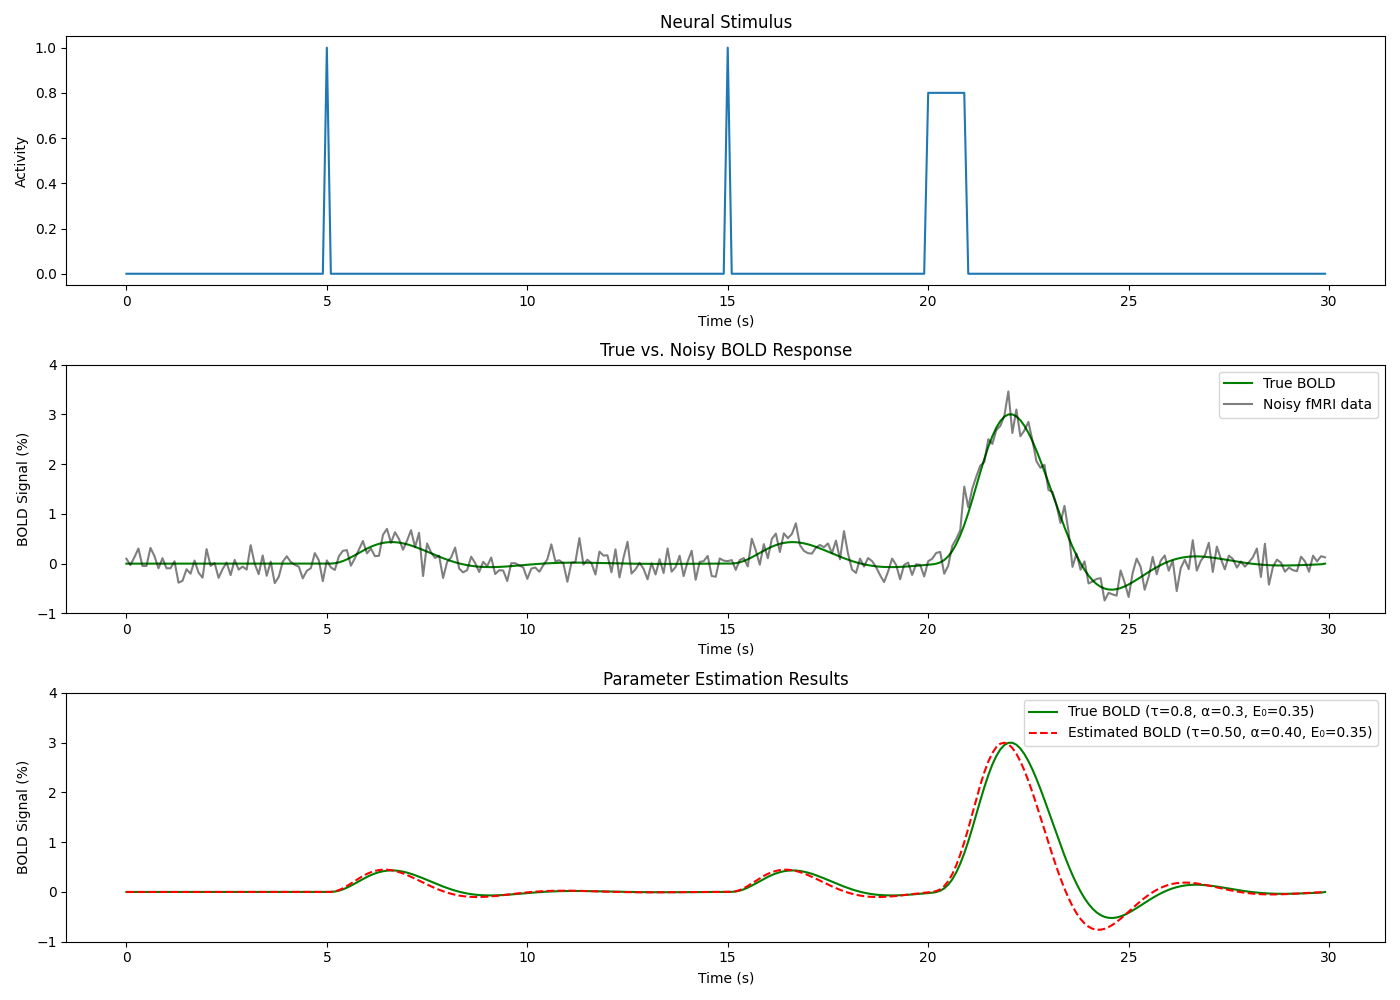 Neural Stimulus
Activity
1.0
0.8
0.6
0.4
0.2
0.0
0 5 10 15 20 25 30
Time (s)
True vs. Noisy BOLD Response
BOLD Signal (%)
4
3
2
1
0
−1
True BOLD
Noisy fMRI data
0 5 10 15 20 25 30
Time (s)
Parameter Estimation Results
BOLD Signal (%)
4
3
2
1
0
−1
True BOLD (τ=0.8, α=0.3, E₀=0.35)
Estimated BOLD (τ=0.50, α=0.40, E₀=0.35)
0 5 10 15 20 25 30
Time (s)